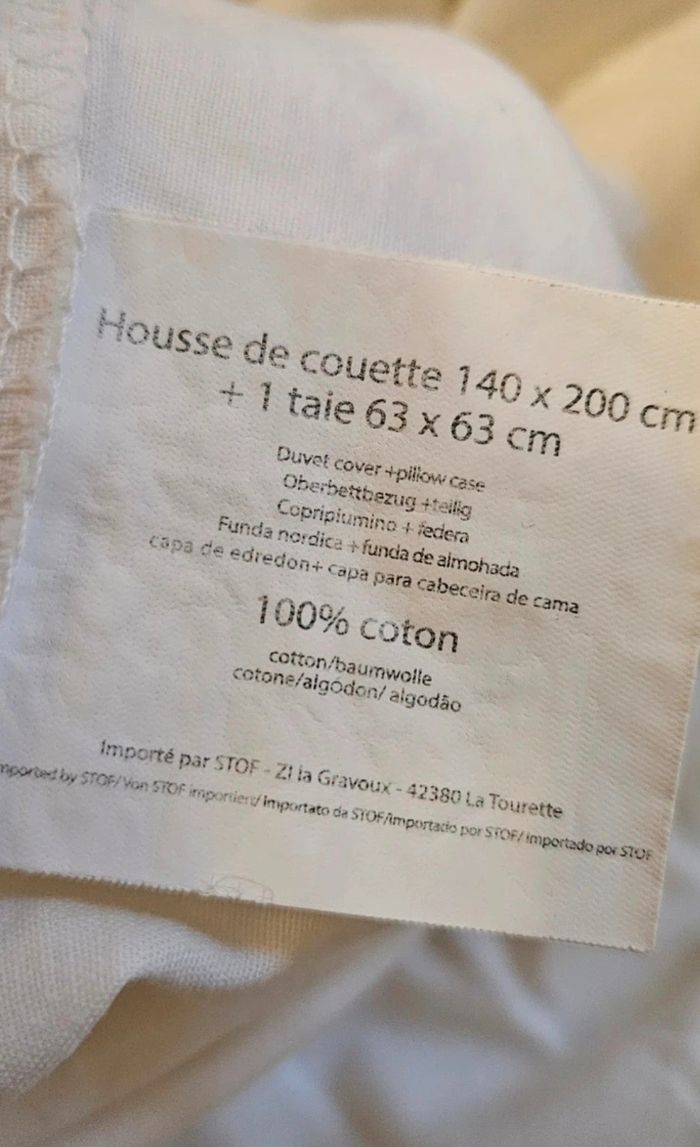 Housse de couette 140 x 200 cm
+ 1 taie 63 x 63 cm
Duvet cover +pillow case
Oberbettbezug +teilig
Copripiumino + federa
Funda nordica + funda de almohada
capa de edredon+ capa para cabeceira de cama
100% coton
cotton/baumwolle
cotone/algódon/ algodão
Importé par STOF - ZI la Gravoux - 42380 La Tourette
mported by STOF/ Von STOF importiert/ Importato da STOF/Importado por STOF/ Importado por STOF